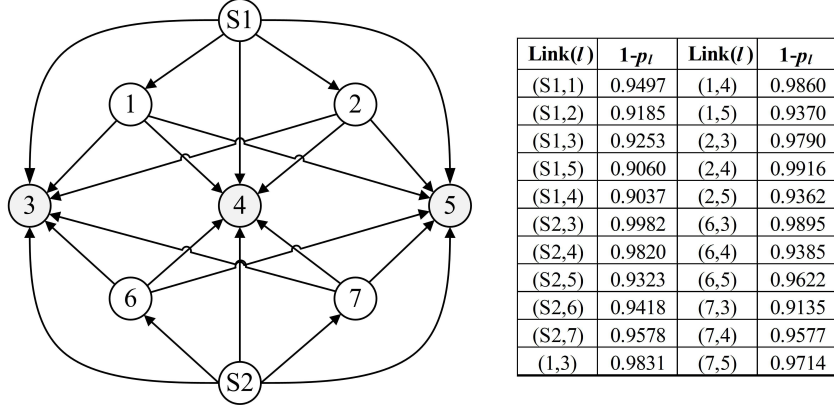 S1
1
2
3
4
5
6
7
S2
Link(l) 1-pl Link(l) 1-pl
(S1,1) 0.9497 (1,4) 0.9860
(S1,2) 0.9185 (1,5) 0.9370
(S1,3) 0.9253 (2,3) 0.9790
(S1,5) 0.9060 (2,4) 0.9916
(S1,4) 0.9037 (2,5) 0.9362
(S2,3) 0.9982 (6,3) 0.9895
(S2,4) 0.9820 (6,4) 0.9385
(S2,5) 0.9323 (6,5) 0.9622
(S2,6) 0.9418 (7,3) 0.9135
(S2,7) 0.9578 (7,4) 0.9577
(1,3) 0.9831 (7,5) 0.9714